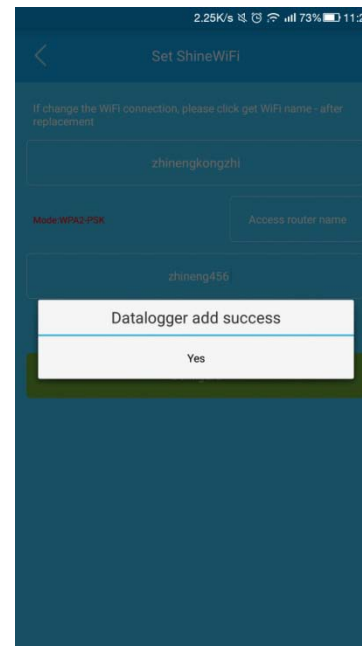 2.25K/s 73% 11:2
Set ShineWiFi
If change the WiFi connection, please click get WiFi name - after
replacement
zhinengkongzhi
Mode:WPA2-PSK
Access router name
zhineng456
Datalogger add success
Yes